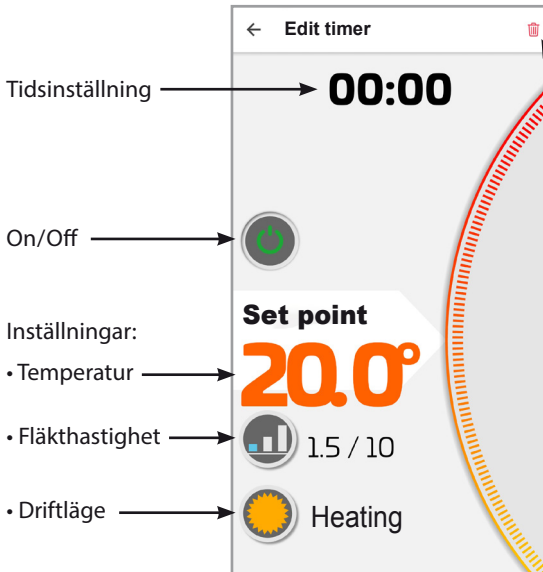 Edit timer
Tidsinställning
00:00
On/Off
Set point
Inställningar:
• Temperatur
20.0°
• Fläkthastighet
1.5 / 10
• Driftläge
Heating